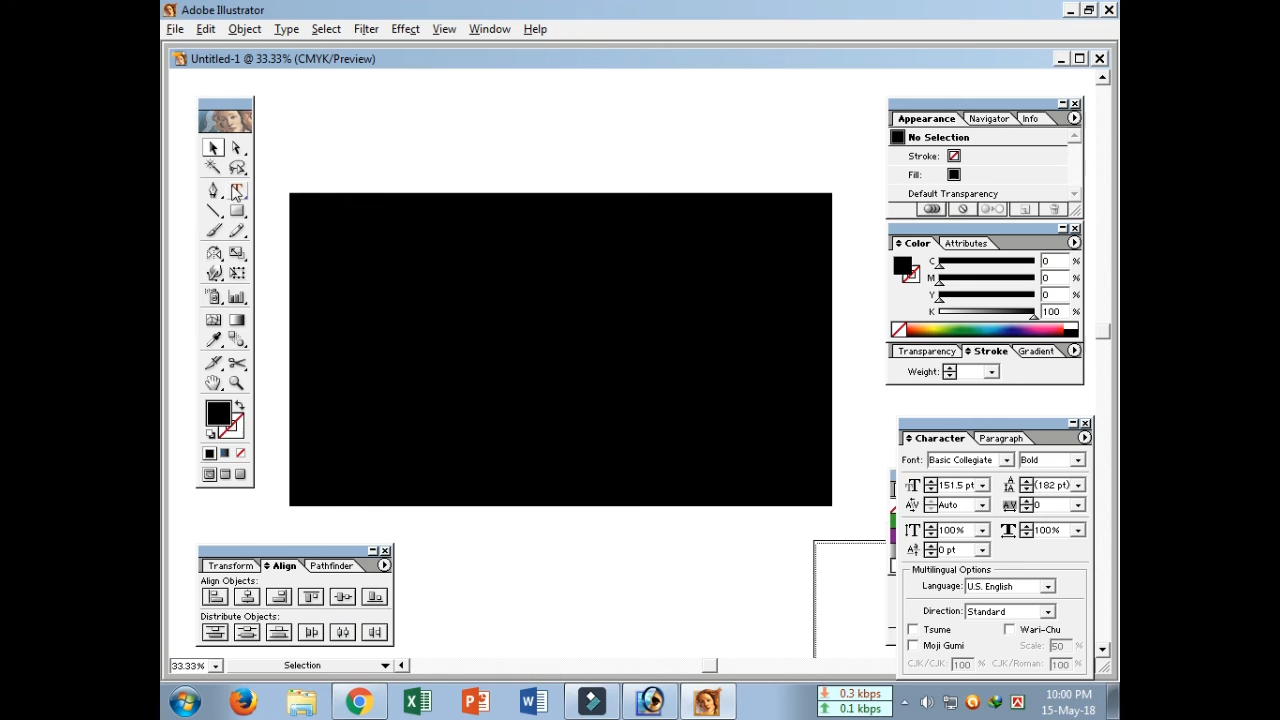 Adobe Illustrator
File Edit Object Type Select Filter Effect View Window Help
Untitled-1 @ 33.33% (CMYK/Preview)
Appearance Navigator Info
No Selection
Stroke:
Fill:
Default Transparency
Color Attributes
C 0 %
M 0 %
Y 0 %
K 100 %
Transparency Stroke Gradient
Weight:
Character Paragraph
Font: Basic Collegiate Bold
151.5 pt (182 pt)
Auto 0
100% 100%
0 pt
Multilingual Options
Language: U.S. English
Direction: Standard
Tsume Wari-Chu
Moji Gumi Scale: 50 %
CJK/CJK: 100 % CJK/Roman: 100 %
Transform Align Pathfinder
Align Objects:
Distribute Objects:
33.33% Selection
0.3 kbps
0.1 kbps
10:00 PM
15-May-18